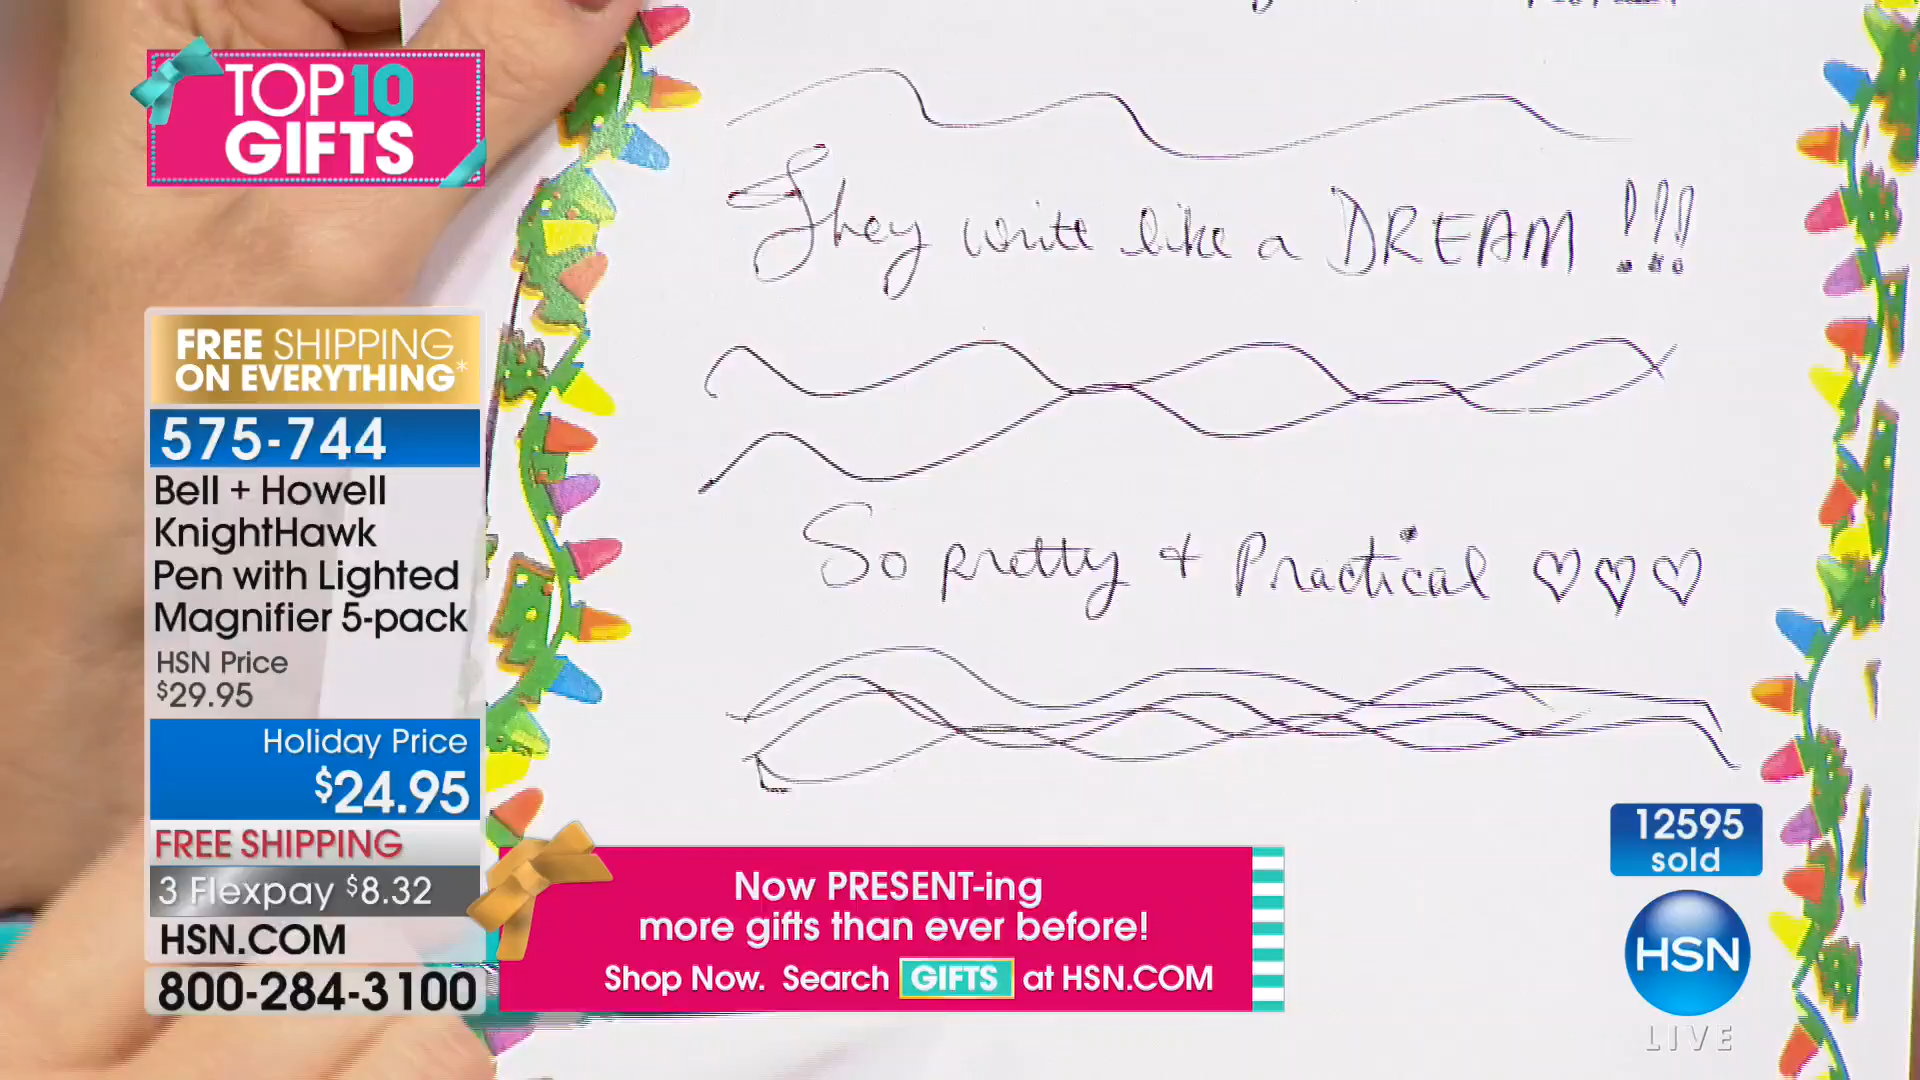 TOP 10
GIFTS
They write like a DREAM !!!
FREE SHIPPING
ON EVERYTHING*
575-744
Bell + Howell
KnightHawk
Pen with Lighted
Magnifier 5-pack
HSN Price
$29.95
Holiday Price
$24.95
FREE SHIPPING
3 Flexpay $8.32
HSN.COM
800-284-3100
So pretty + Practical ♡♡♡
Now PRESENT-ing
more gifts than ever before!
Shop Now. Search GIFTS at HSN.COM
12595
sold
HSN
LIVE